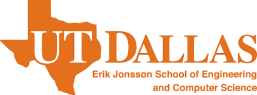 UT DALLAS
Erik Jonsson School of Engineering
and Computer Science